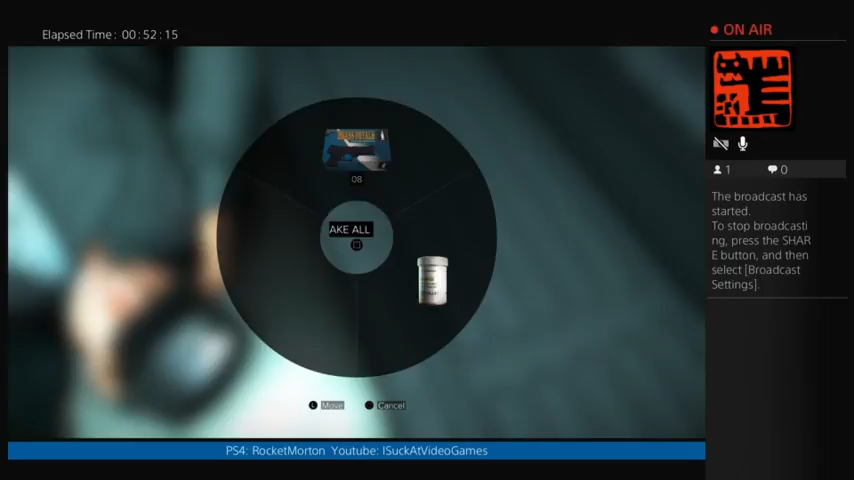 Elapsed Time: 00:52:15
ON AIR
08
AKE ALL
1
0
The broadcast has
started.
To stop broadcasti
ng, press the SHAR
E button, and then
select [Broadcast
Settings].
Move
Cancel
PS4: RocketMorton Youtube: ISuckAtVideoGames